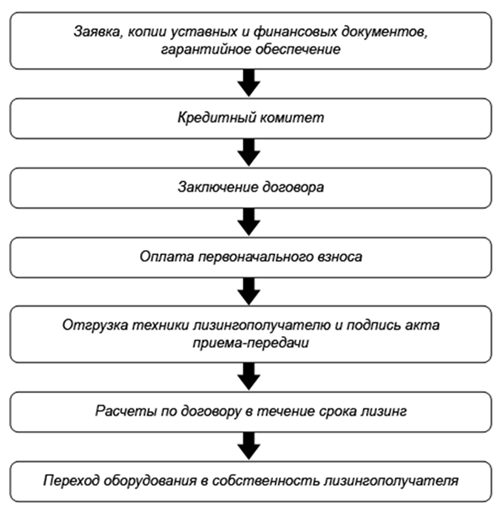 Заявка, копии уставных и финансовых документов,
гарантийное обеспечение
Кредитный комитет
Заключение договора
Оплата первоначального взноса
Отгрузка техники лизингополучателю и подпись акта
приема-передачи
Расчеты по договору в течение срока лизинг
Переход оборудования в собственность лизингополучателя